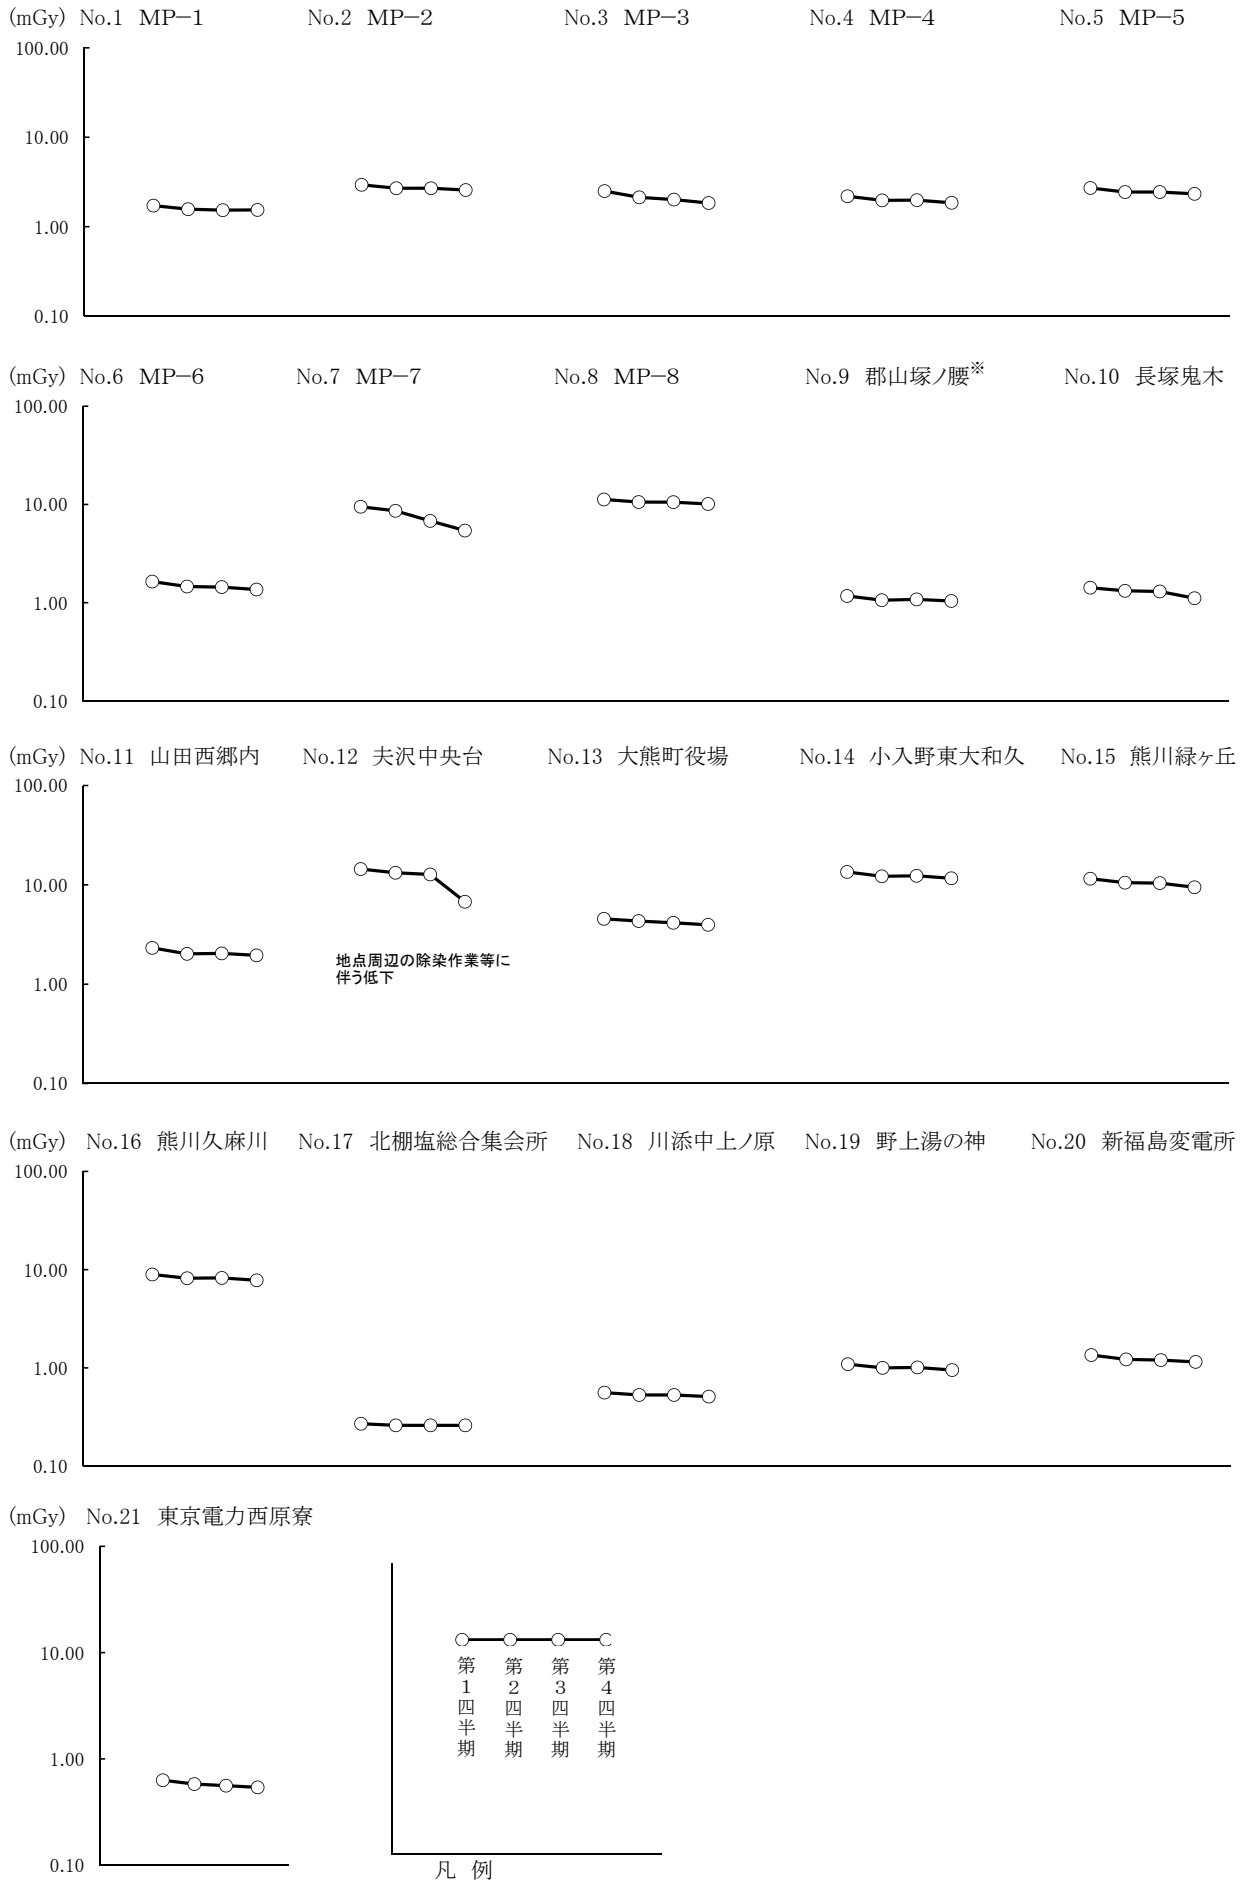 (mGy) No.1 MP−1 No.2 MP−2 No.3 MP−3 No.4 MP−4 No.5 MP−5
100.00
10.00
1.00
0.10
(mGy) No.6 MP−6 No.7 MP−7 No.8 MP−8 No.9 郡山塚ノ腰※ No.10 長塚鬼木
100.00
10.00
1.00
0.10
(mGy) No.11 山田西郷内 No.12 夫沢中央台 No.13 大熊町役場 No.14 小入野東大和久 No.15 熊川緑ヶ丘
100.00
10.00
地点周辺の除染作業等に
伴う低下
1.00
0.10
(mGy) No.16 熊川久麻川 No.17 北棚塩総合集会所 No.18 川添中上ノ原 No.19 野上湯の神 No.20 新福島変電所
100.00
10.00
1.00
0.10
(mGy) No.21 東京電力西原寮
100.00
10.00
1.00
0.10
第1四半期
第2四半期
第3四半期
第4四半期
凡 例